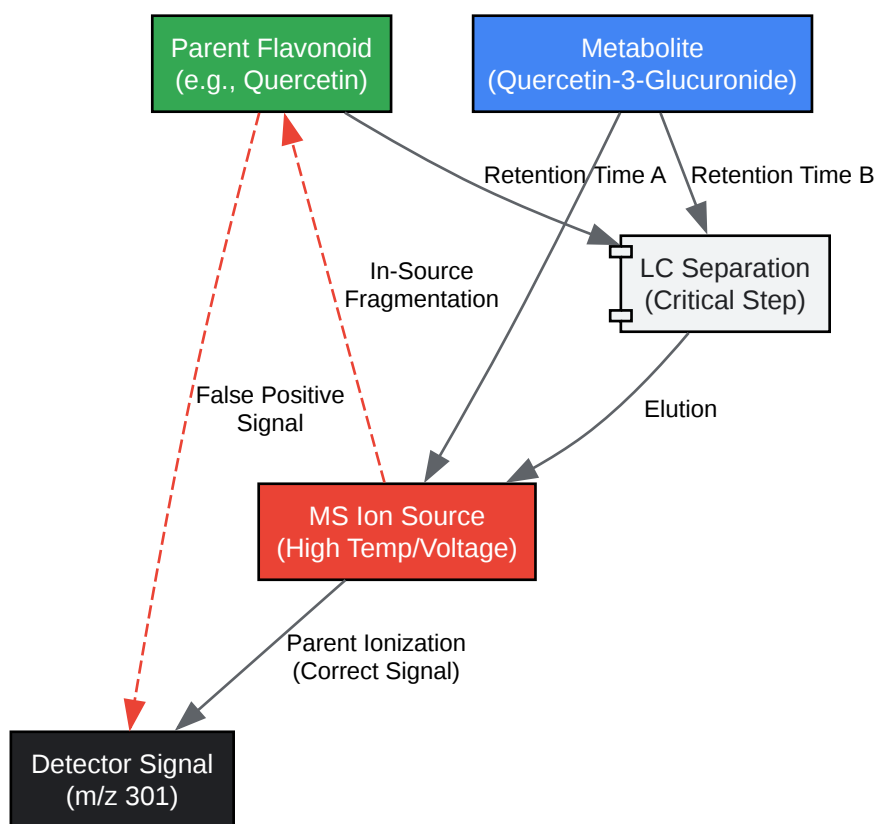 Parent Flavonoid
(e.g., Quercetin)
Metabolite
(Quercetin-3-Glucuronide)
Retention Time A
Retention Time B
LC Separation
(Critical Step)
In-Source
Fragmentation
False Positive
Signal
Elution
MS Ion Source
(High Temp/Voltage)
Parent Ionization
(Correct Signal)
Detector Signal
(m/z 301)